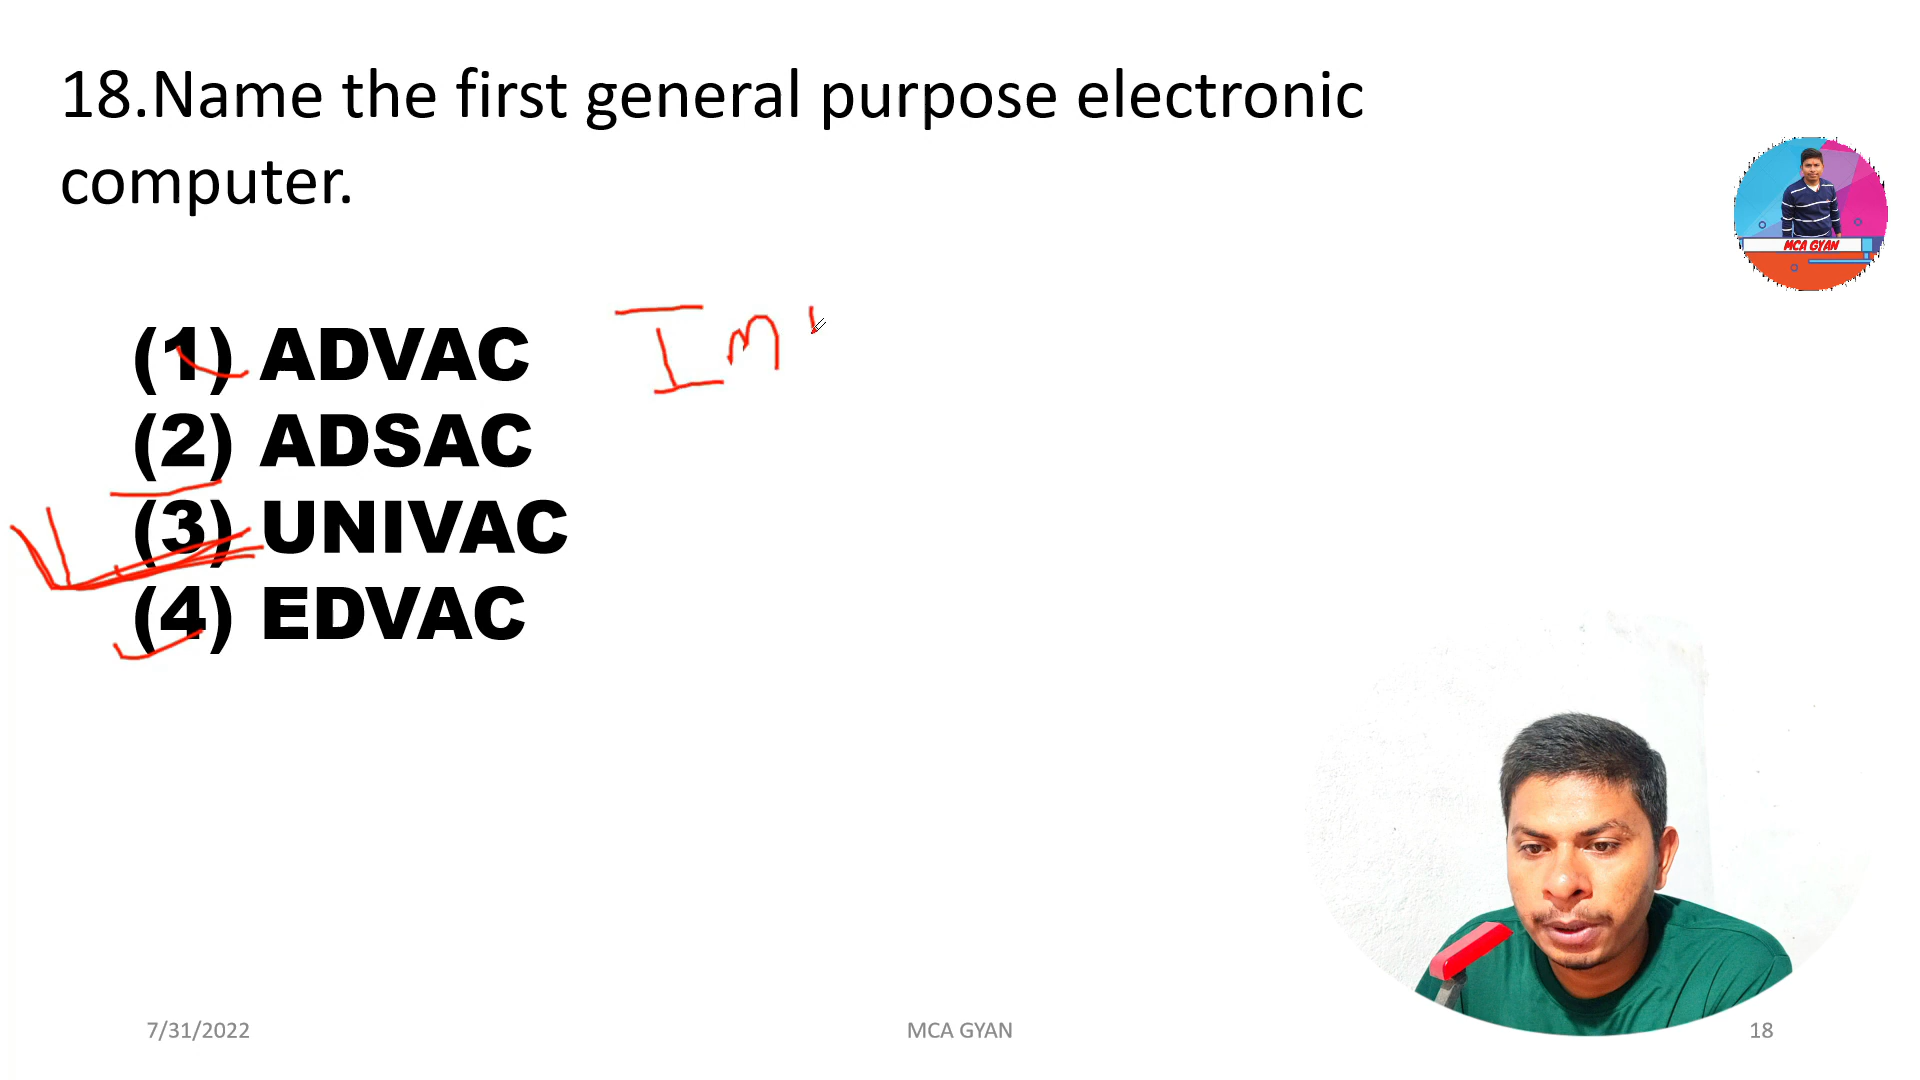 18.Name the first general purpose electronic
computer.
MCA GYAN
(1) ADVAC
Im
(2) ADSAC
(3) UNIVAC
(4) EDVAC
7/31/2022
MCA GYAN
18